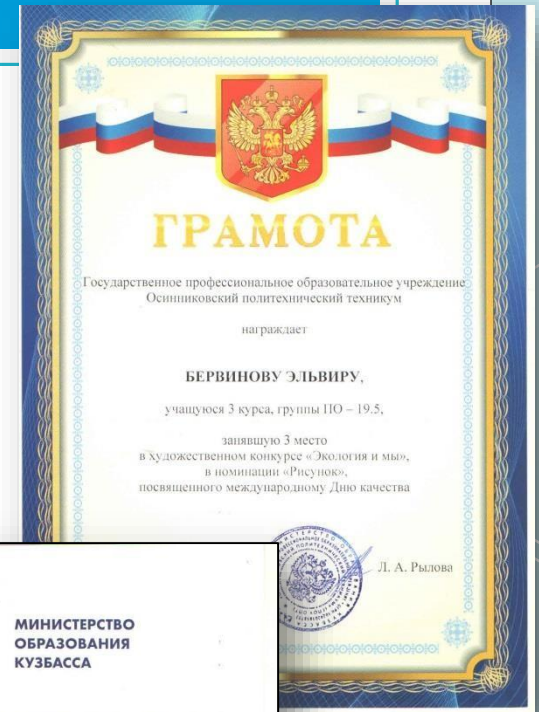 ГРАМОТА
Государственное профессиональное образовательное учреждение
Осинниковский политехнический техникум
награждает
БЕРВИНОВУ ЭЛЬВИРУ,
учащуюся 3 курса, группы ПО – 19.5,
занявшую 3 место
в художественном конкурсе «Экология и мы»,
в номинации «Рисунок»,
посвященного международному Дню качества
Л. А. Рылова
МИНИСТЕРСТВО
ОБРАЗОВАНИЯ
КУЗБАССА